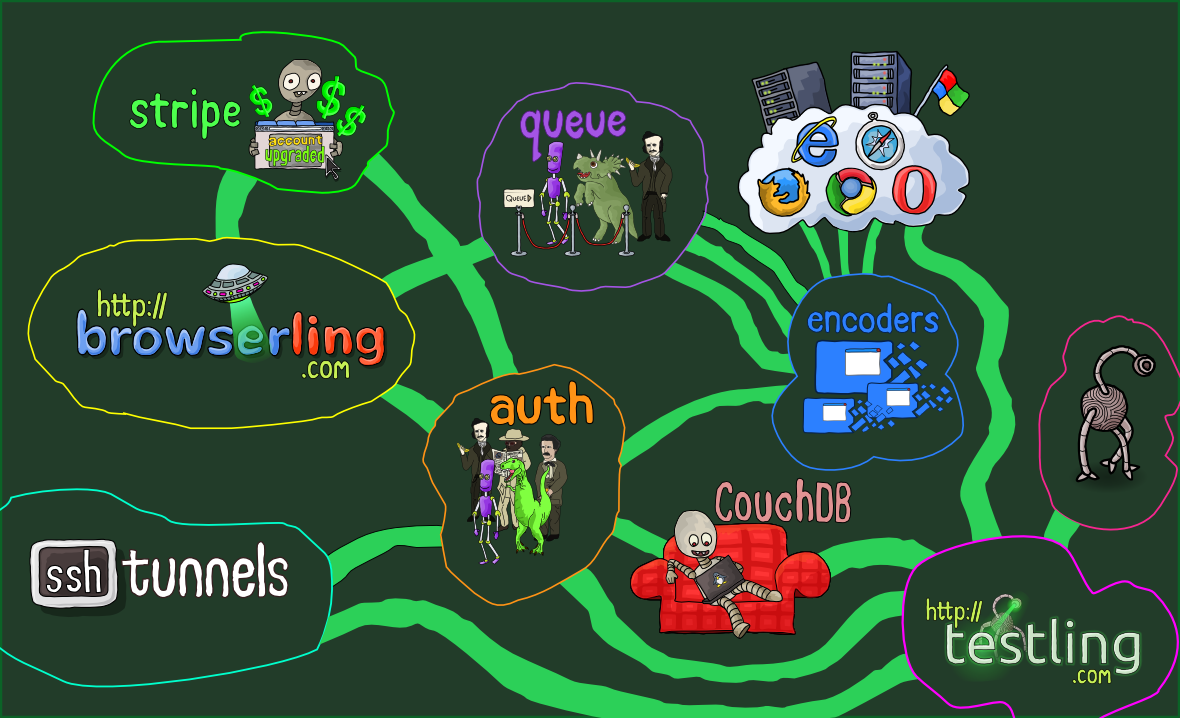 stripe
$ $ $
account
upgraded
queue
QUEUE
http://
browserling
.com
encoders
auth
CouchDB
ssh tunnels
http://
testling
.com